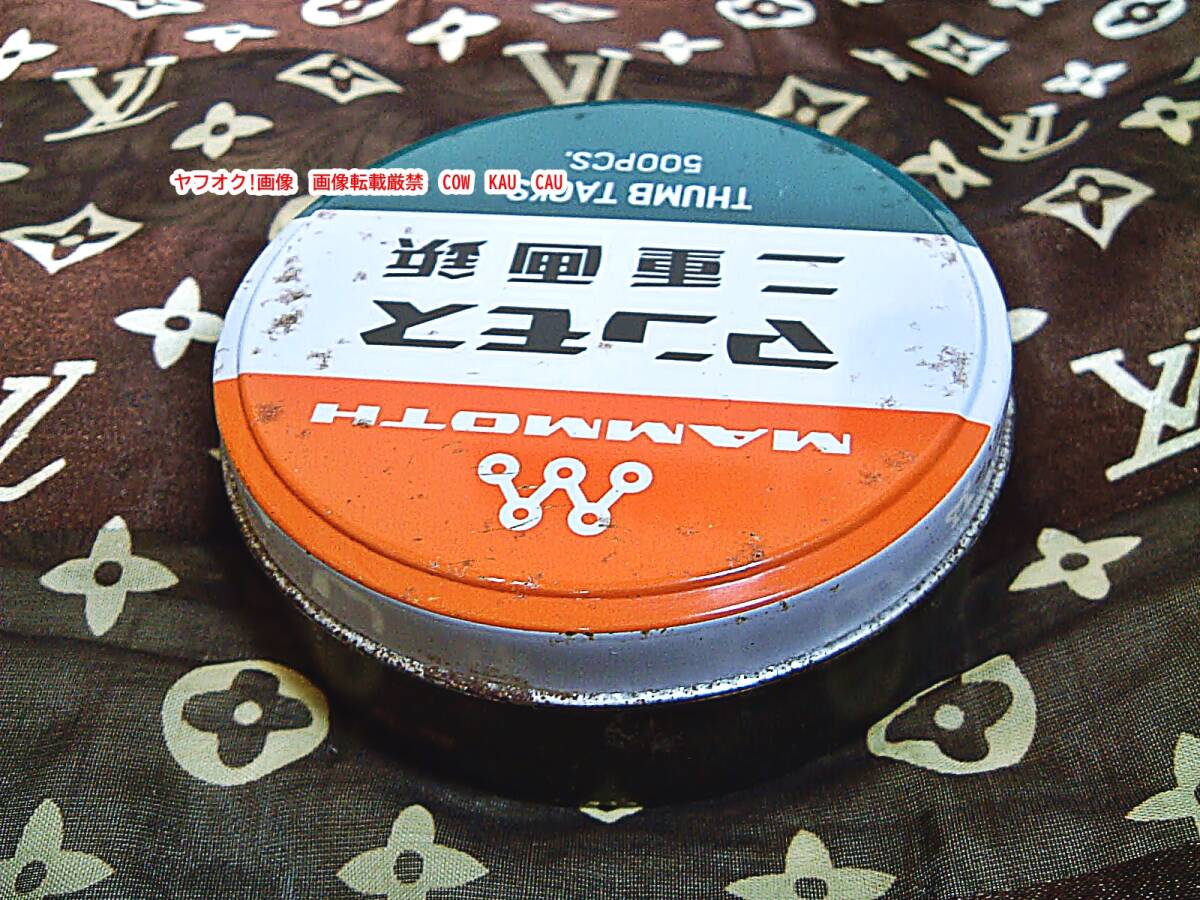 ヤフオク!画像 画像転載厳禁 COW KAU CAU
MAMMOTH
マンモス
二重画鋲
THUMB TACKS
500PCS.